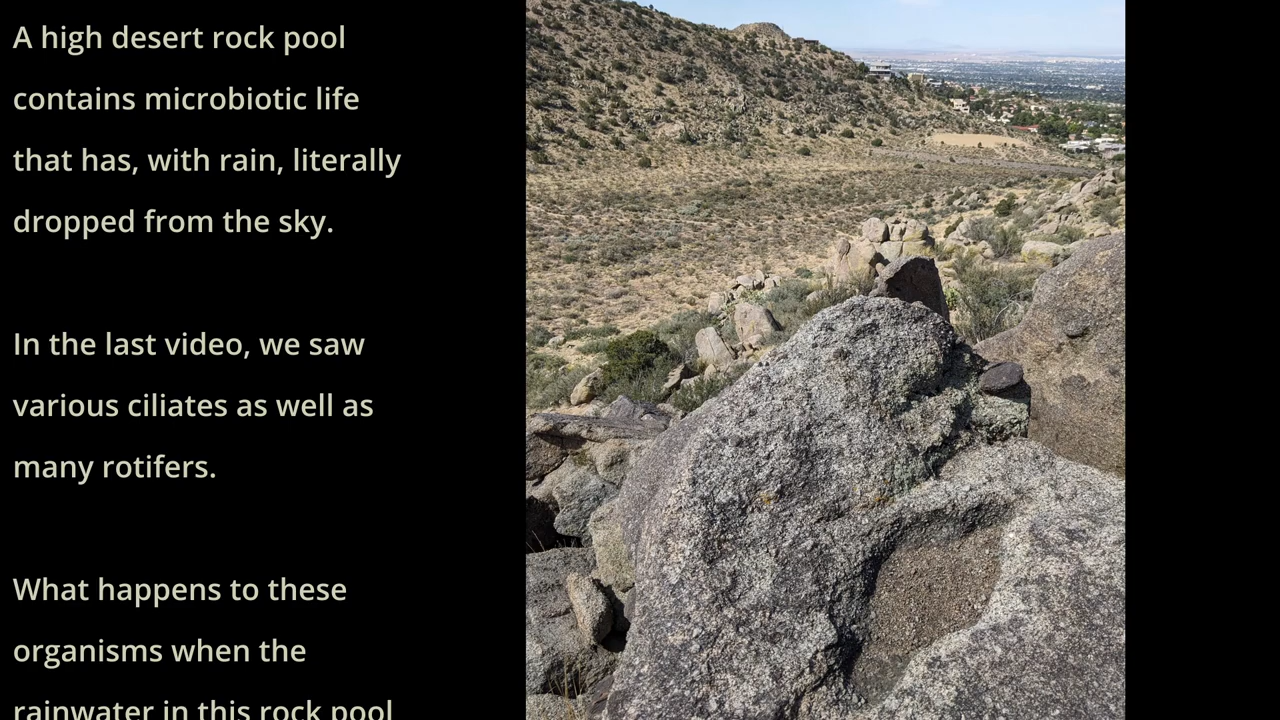 A high desert rock pool
contains microbiotic life
that has, with rain, literally
dropped from the sky.
In the last video, we saw
various ciliates as well as
many rotifers.
What happens to these
organisms when the
rainwater in this rock pool